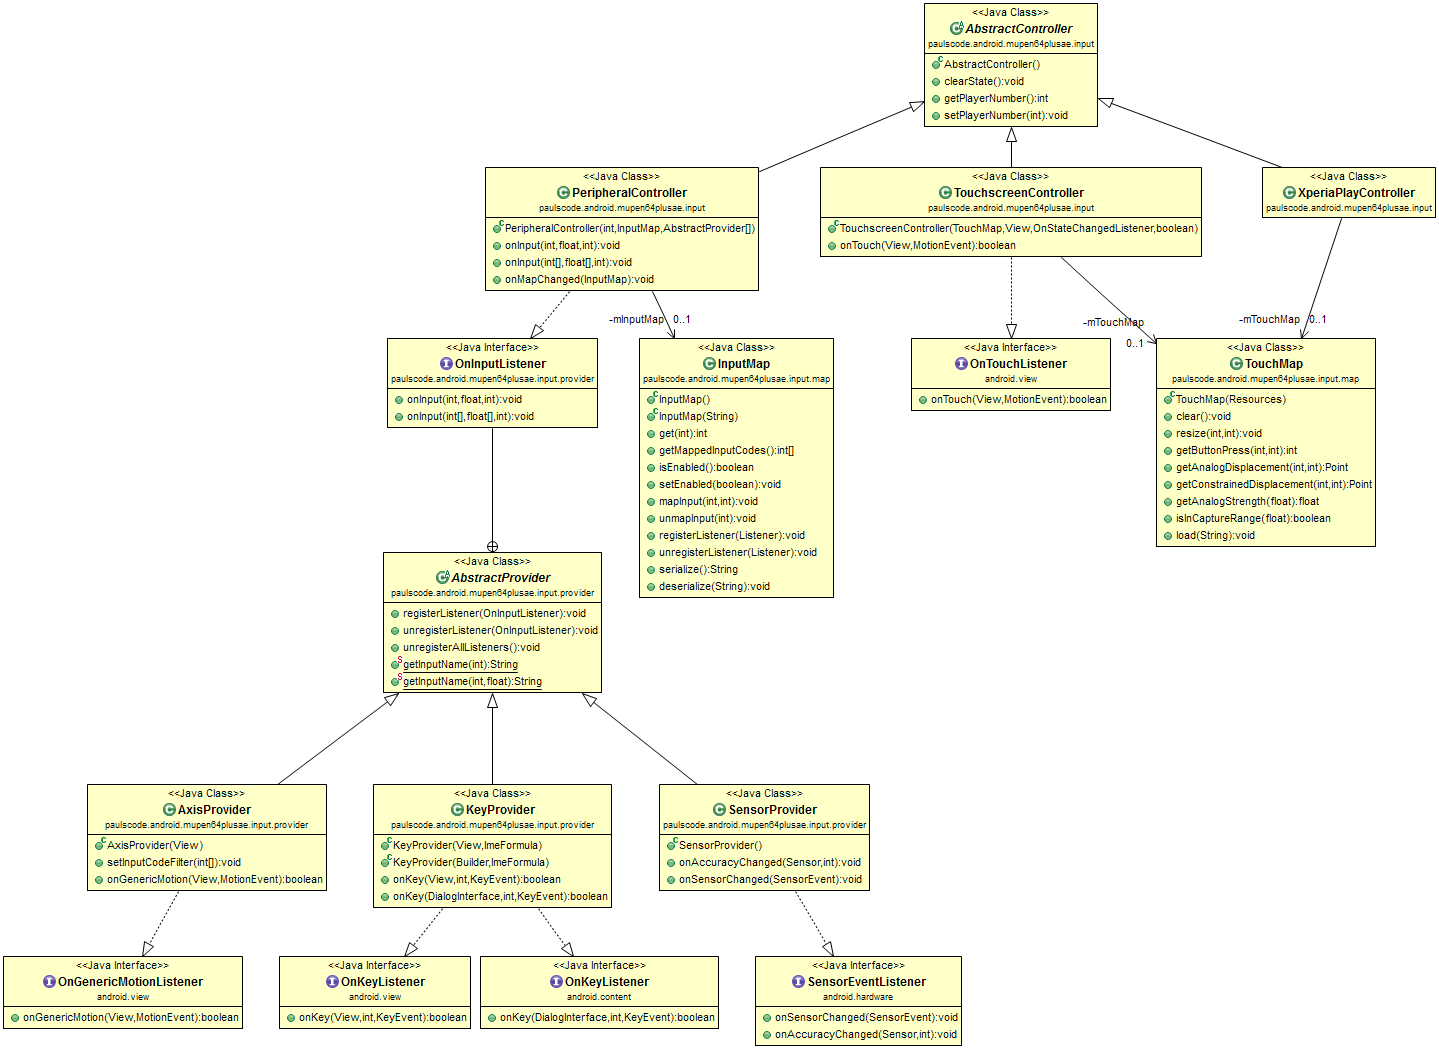 <<Java Class>>
AbstractController
paulscode.android.mupen64plusae.input
AbstractController()
clearState():void
getPlayerNumber():int
setPlayerNumber(int):void
<<Java Class>>
PeripheralController
paulscode.android.mupen64plusae.input
PeripheralController(int,InputMap,AbstractProvider[])
onInput(int,float,int):void
onInput(int[],float[],int):void
onMapChanged(InputMap):void
<<Java Class>>
TouchscreenController
paulscode.android.mupen64plusae.input
TouchscreenController(TouchMap,View,OnStateChangedListener,boolean)
onTouch(View,MotionEvent):boolean
<<Java Class>>
XperiaPlayController
paulscode.android.mupen64plusae.input
-mInputMap 0..1
-mTouchMap
0..1
-mTouchMap 0..1
<<Java Interface>>
OnInputListener
paulscode.android.mupen64plusae.input.provider
onInput(int,float,int):void
onInput(int[],float[],int):void
<<Java Class>>
InputMap
paulscode.android.mupen64plusae.input.map
InputMap()
InputMap(String)
get(int):int
getMappedInputCodes():int[]
isEnabled():boolean
setEnabled(boolean):void
mapInput(int,int):void
unmapInput(int):void
registerListener(Listener):void
unregisterListener(Listener):void
serialize():String
deserialize(String):void
<<Java Interface>>
OnTouchListener
android.view
onTouch(View,MotionEvent):boolean
<<Java Class>>
TouchMap
paulscode.android.mupen64plusae.input.map
TouchMap(Resources)
clear():void
resize(int,int):void
getButtonPress(int,int):int
getAnalogDisplacement(int,int):Point
getConstrainedDisplacement(int,int):Point
getAnalogStrength(float):float
isInCaptureRange(float):boolean
load(String):void
<<Java Class>>
AbstractProvider
paulscode.android.mupen64plusae.input.provider
registerListener(OnInputListener):void
unregisterListener(OnInputListener):void
unregisterAllListeners():void
getInputName(int):String
getInputName(int,float):String
<<Java Class>>
AxisProvider
paulscode.android.mupen64plusae.input.provider
AxisProvider(View)
setInputCodeFilter(int[]):void
onGenericMotion(View,MotionEvent):boolean
<<Java Class>>
KeyProvider
paulscode.android.mupen64plusae.input.provider
KeyProvider(View,ImeFormula)
KeyProvider(Builder,ImeFormula)
onKey(View,int,KeyEvent):boolean
onKey(DialogInterface,int,KeyEvent):boolean
<<Java Class>>
SensorProvider
paulscode.android.mupen64plusae.input.provider
SensorProvider()
onAccuracyChanged(Sensor,int):void
onSensorChanged(SensorEvent):void
<<Java Interface>>
OnGenericMotionListener
android.view
onGenericMotion(View,MotionEvent):boolean
<<Java Interface>>
OnKeyListener
android.view
onKey(View,int,KeyEvent):boolean
<<Java Interface>>
OnKeyListener
android.content
onKey(DialogInterface,int,KeyEvent):boolean
<<Java Interface>>
SensorEventListener
android.hardware
onSensorChanged(SensorEvent):void
onAccuracyChanged(Sensor,int):void